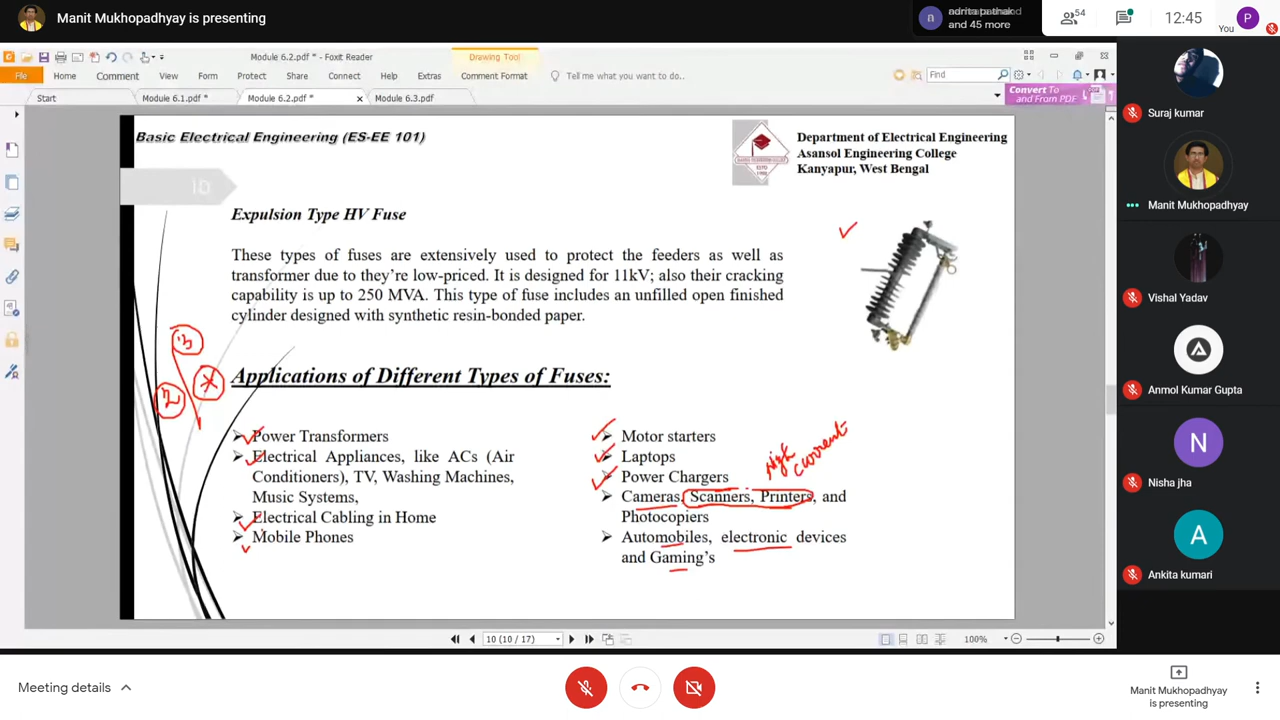 Manit Mukhopadhyay is presenting
and 45 more
54
12:45
You
P
n
Module 6.2.pdf * - Foxit Reader
Drawing Tool
File
Home
Comment
View
Form
Protect
Share
Connect
Help
Extras
Comment Format
Tell me what you want to do..
Find
Start
Module 6.1.pdf *
Module 6.2.pdf *
Module 6.3.pdf
Convert To
and From PDF
Basic Electrical Engineering (ES-EE 101)
Department of Electrical Engineering
Asansol Engineering College
Kanyapur, West Bengal
10
Expulsion Type HV Fuse
These types of fuses are extensively used to protect the feeders as well as
transformer due to they're low-priced. It is designed for 11kV; also their cracking
capability is up to 250 MVA. This type of fuse includes an unfilled open finished
cylinder designed with synthetic resin-bonded paper.
Applications of Different Types of Fuses:
Power Transformers
Electrical Appliances, like ACs (Air
Conditioners), TV, Washing Machines,
Music Systems,
Electrical Cabling in Home
Mobile Phones
Motor starters
Laptops
Power Chargers
Cameras, Scanners, Printers, and
Photocopiers
Automobiles, electronic devices
and Gaming's
High
current
Suraj kumar
Manit Mukhopadhyay
Vishal Yadav
Anmol Kumar Gupta
N
Nisha jha
A
Ankita kumari
10 (10 / 17)
100%
Meeting details
Manit Mukhopadhyay
is presenting